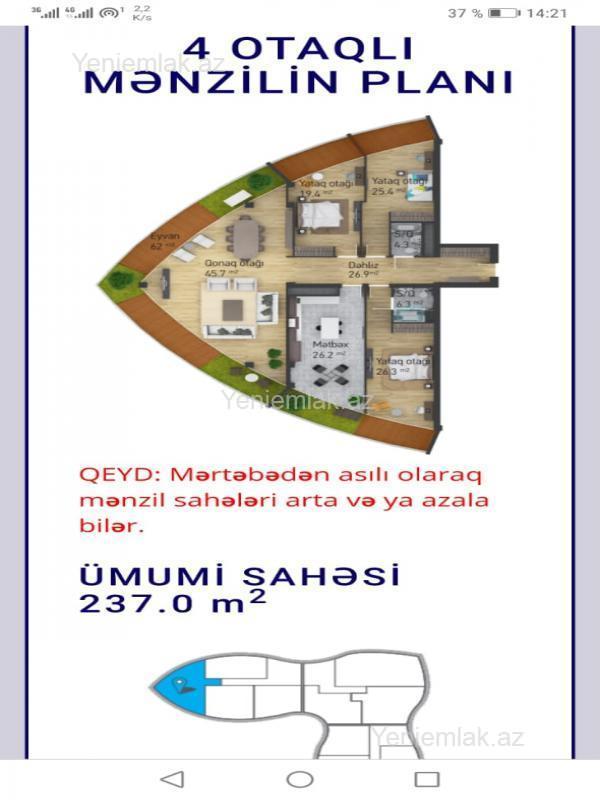 3G 4G 1 2,2 K/s 37 % 14:21
4 OTAQLI
Yeniemlak.az
MƏNZİLİN PLANI
Yataq otağı
19.4 m2
Yataq otağı
25.4 m2
Eyvan
62 m2
S/Q
4.3 m2
Qonaq otağı
45.7 m2
Dəhliz
26.9 m2
S/Q
6.3 m2
Mətbəx
26.2 m2
Yataq otağı
26.3 m2
Yeniemlak.az
QEYD: Mərtəbədən asılı olaraq
mənzil sahələri arta və ya azala
bilər.
ÜMUMİ SAHƏSİ
237.0 m2
Yeniemlak.az